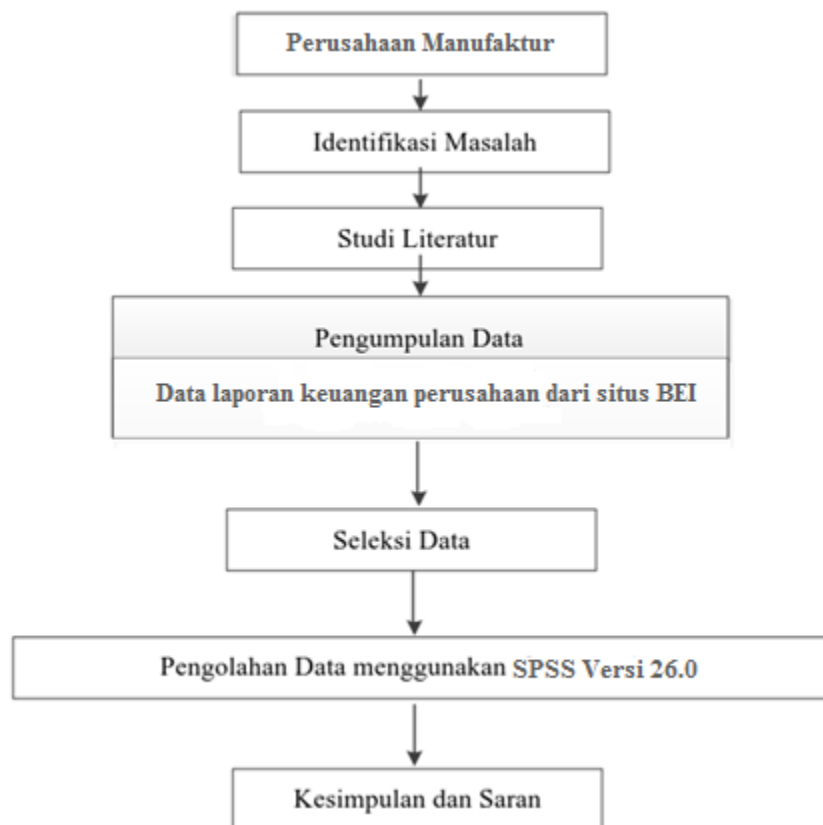 Perusahaan Manufaktur
Identifikasi Masalah
Studi Literatur
Pengumpulan Data
Data laporan keuangan perusahaan dari situs BEI
Seleksi Data
Pengolahan Data menggunakan SPSS Versi 26.0
Kesimpulan dan Saran